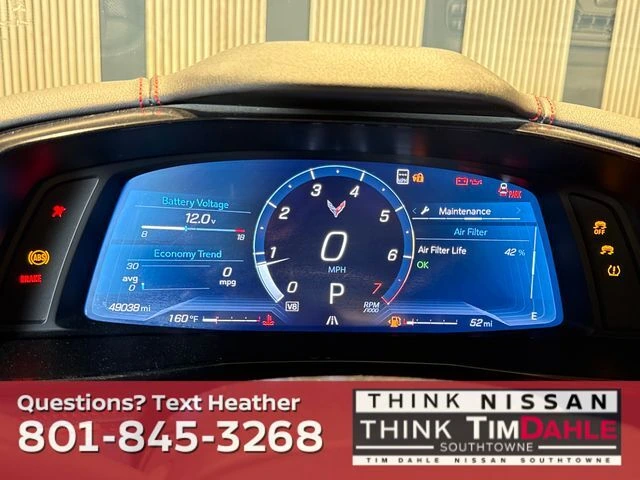 Battery Voltage
12.0 v
8 18
Economy Trend
30
avg
0
0
mpg
49038 mi
160 °F
1 2 3 4 5 6 7
0
MPH
P
0
V8
RPM
x1000
PARK
< Maintenance >
Air Filter
Air Filter Life 42 %
OK
E
52 mi
ABS
BRAKE
OFF
Questions? Text Heather
801-845-3268
THINK NISSAN
THINK TIMDAHLE
SOUTHTOWNE
TIM DAHLE NISSAN SOUTHTOWNE